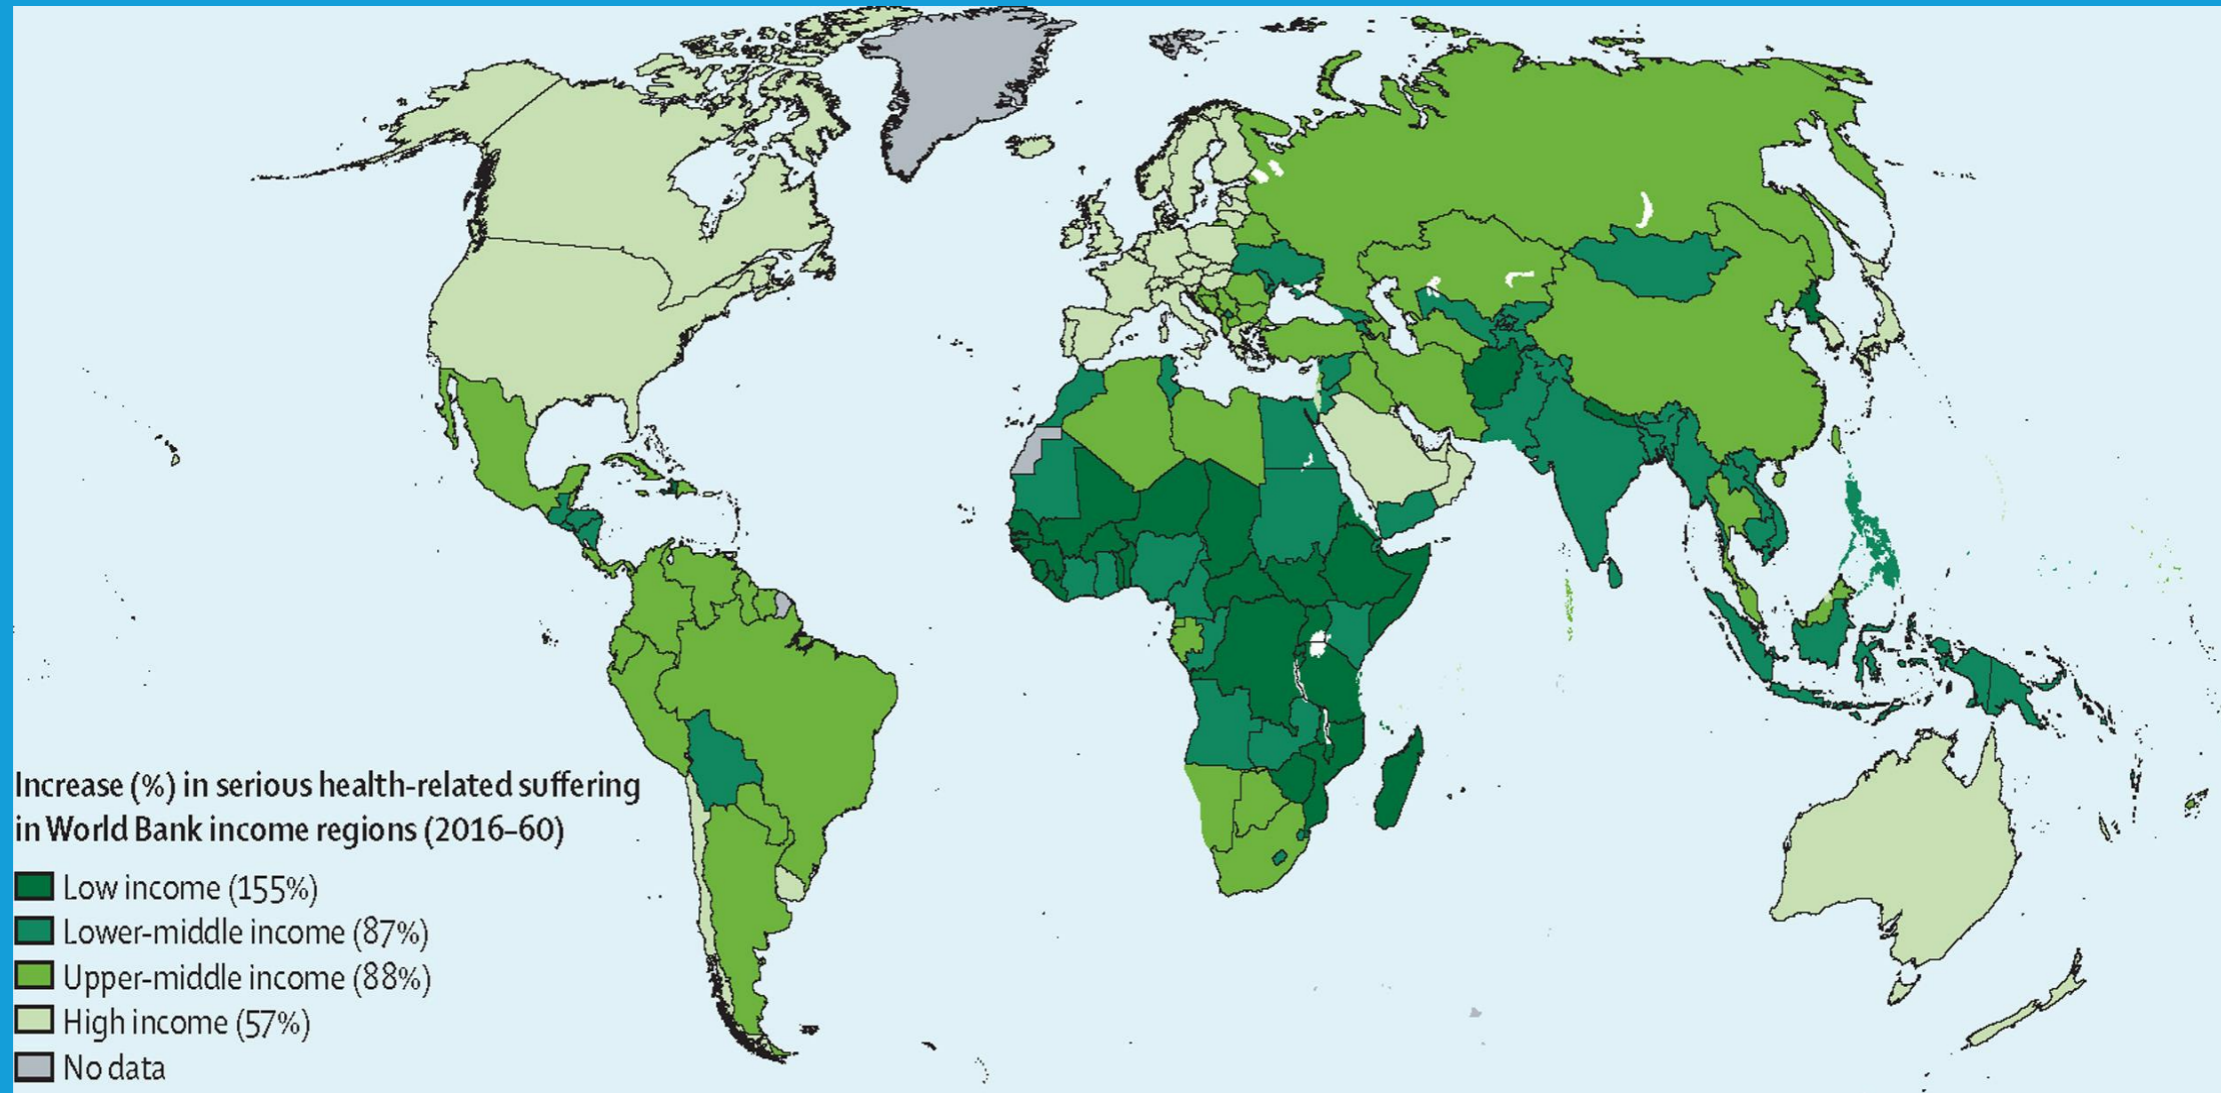 Increase (%) in serious health-related suffering
in World Bank income regions (2016–60)
Low income (155%)
Lower-middle income (87%)
Upper-middle income (88%)
High income (57%)
No data